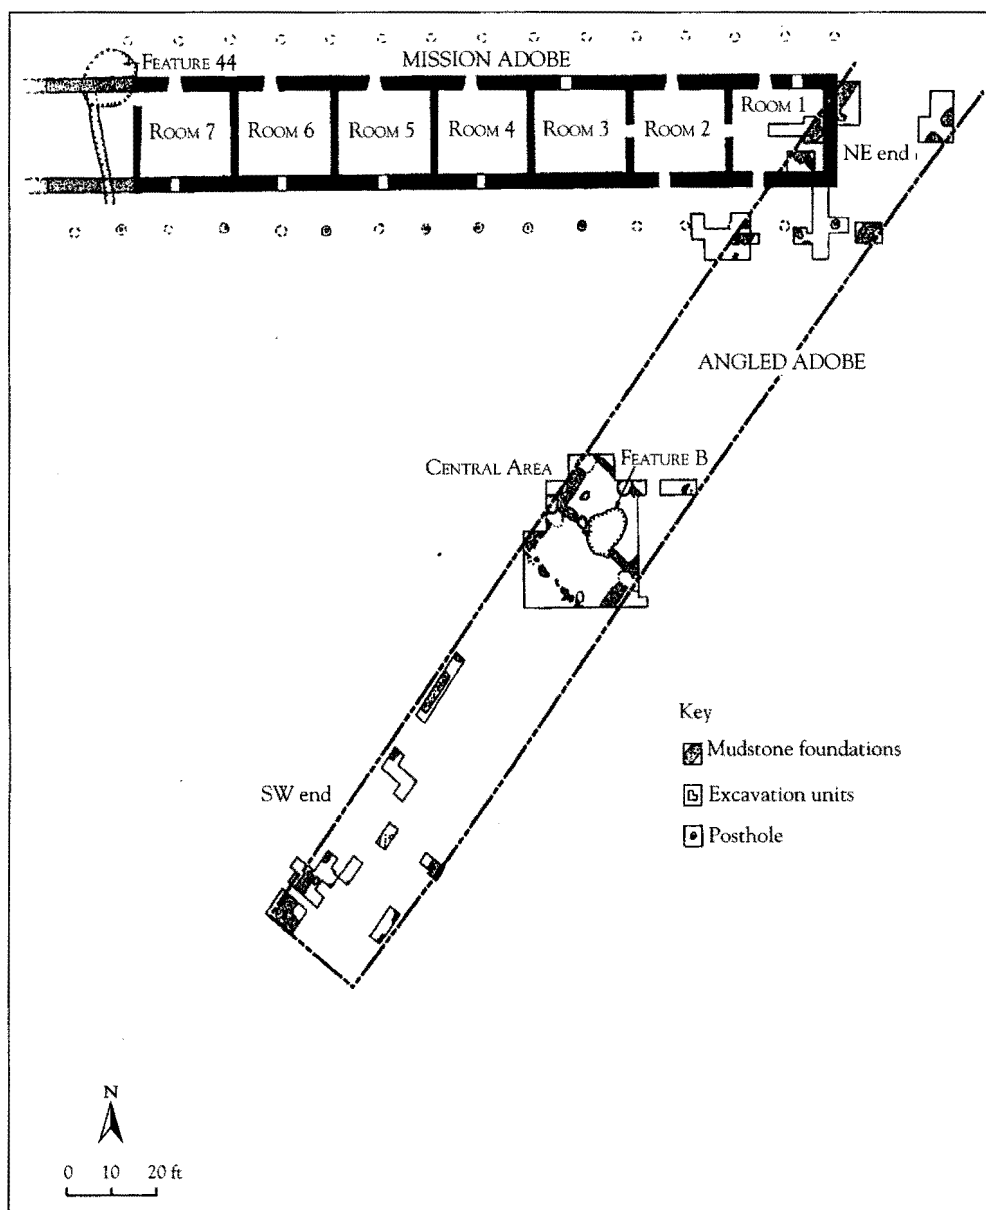 FEATURE 44
MISSION ADOBE
ROOM 7
ROOM 6
ROOM 5
ROOM 4
ROOM 3
ROOM 2
ROOM 1
NE end
ANGLED ADOBE
CENTRAL AREA
FEATURE B
SW end
Key
Mudstone foundations
Excavation units
Posthole
N
0 10 20 ft